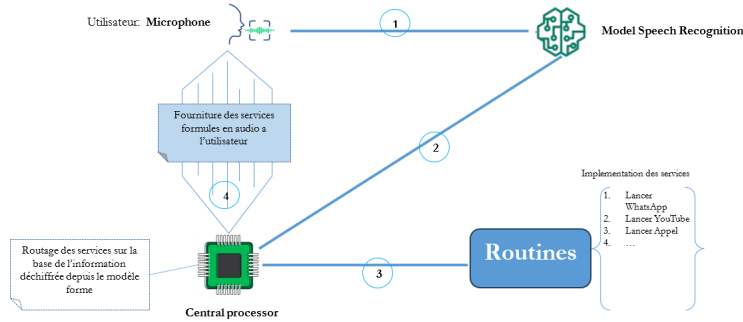 Utilisateur: Microphone
1
Model Speech Recognition
Fourniture des services
formules en audio a
l'utilisateur
2
4
Implementation des services
1. Lancer
WhatsApp
2. Lancer YouTube
3. Lancer Appel
4. …
Routines
Routage des services sur la
base de l'information
déchiffrée depuis le modèle
forme
3
Central processor